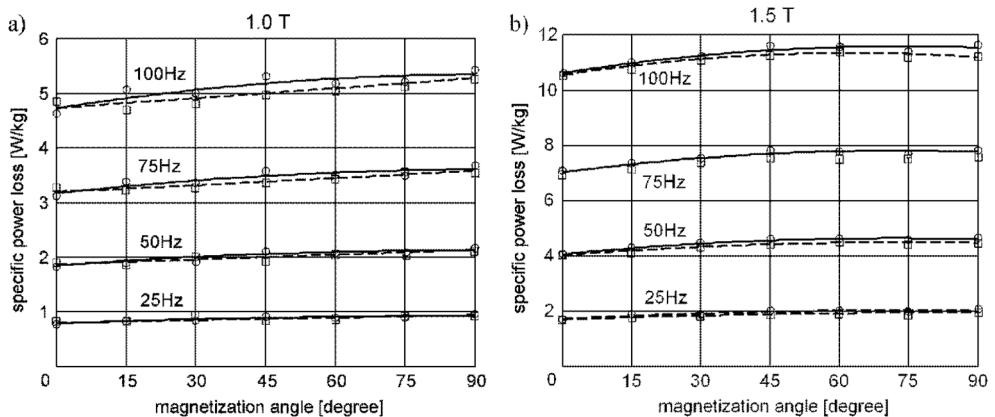 a)
1.0 T
6
5
4
3
2
1
0
100Hz
75Hz
50Hz
25Hz
specific power loss [W/kg]
0 15 30 45 60 75 90
magnetization angle [degree]
b)
1.5 T
12
10
8
6
4
2
100Hz
75Hz
50Hz
25Hz
specific power loss [W/kg]
0 15 30 45 60 75 90
magnetization angle [degree]